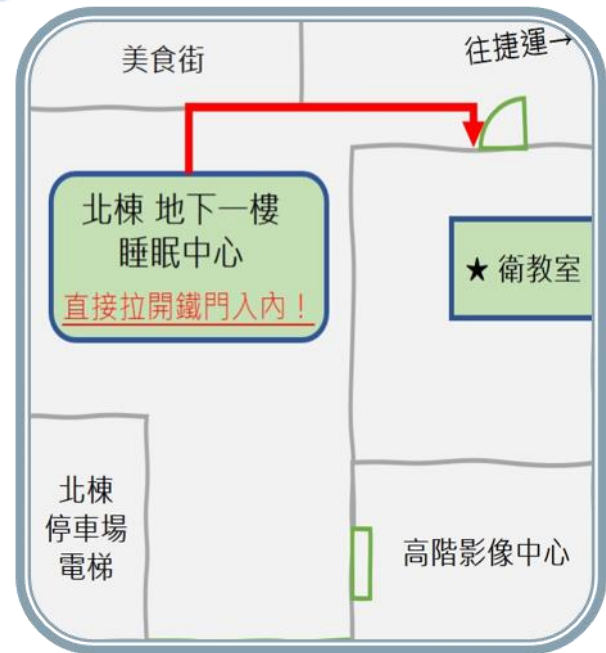 美食街
往捷運→
北棟 地下一樓
睡眠中心
直接拉開鐵門入內！
★ 衛教室
北棟
停車場
電梯
高階影像中心